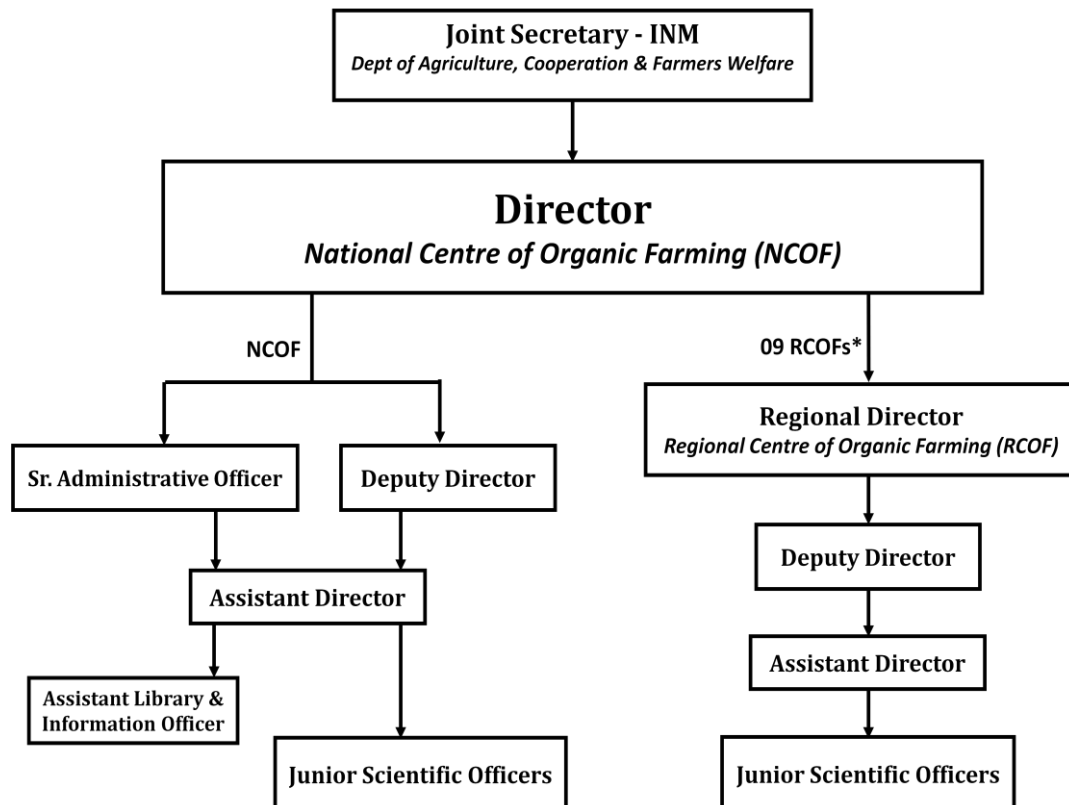 Joint Secretary - INM
Dept of Agriculture, Cooperation & Farmers Welfare
Director
National Centre of Organic Farming (NCOF)
NCOF
09 RCOFs*
Regional Director
Regional Centre of Organic Farming (RCOF)
Sr. Administrative Officer
Deputy Director
Deputy Director
Assistant Director
Assistant Director
Assistant Library &
Information Officer
Junior Scientific Officers
Junior Scientific Officers